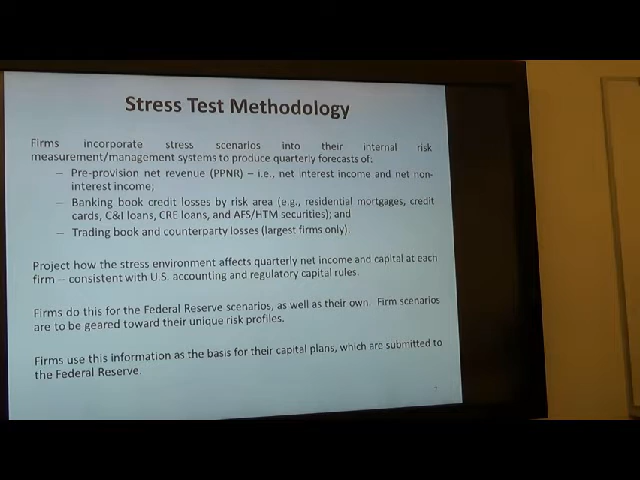 Stress Test Methodology
Firms incorporate stress scenarios into their internal risk
measurement/management systems to produce quarterly forecasts of:
– Pre-provision net revenue (PPNR) – i.e., net interest income and net non-
interest income;
– Banking book credit losses by risk area (e.g., residential mortgages, credit
cards, C&I loans, CRE loans, and AFS/HTM securities); and
– Trading book and counterparty losses (largest firms only).
Project how the stress environment affects quarterly net income and capital at each
firm – consistent with U.S. accounting and regulatory capital rules.
Firms do this for the Federal Reserve scenarios, as well as their own. Firm scenarios
are to be geared toward their unique risk profiles.
Firms use this information as the basis for their capital plans, which are submitted to
the Federal Reserve.